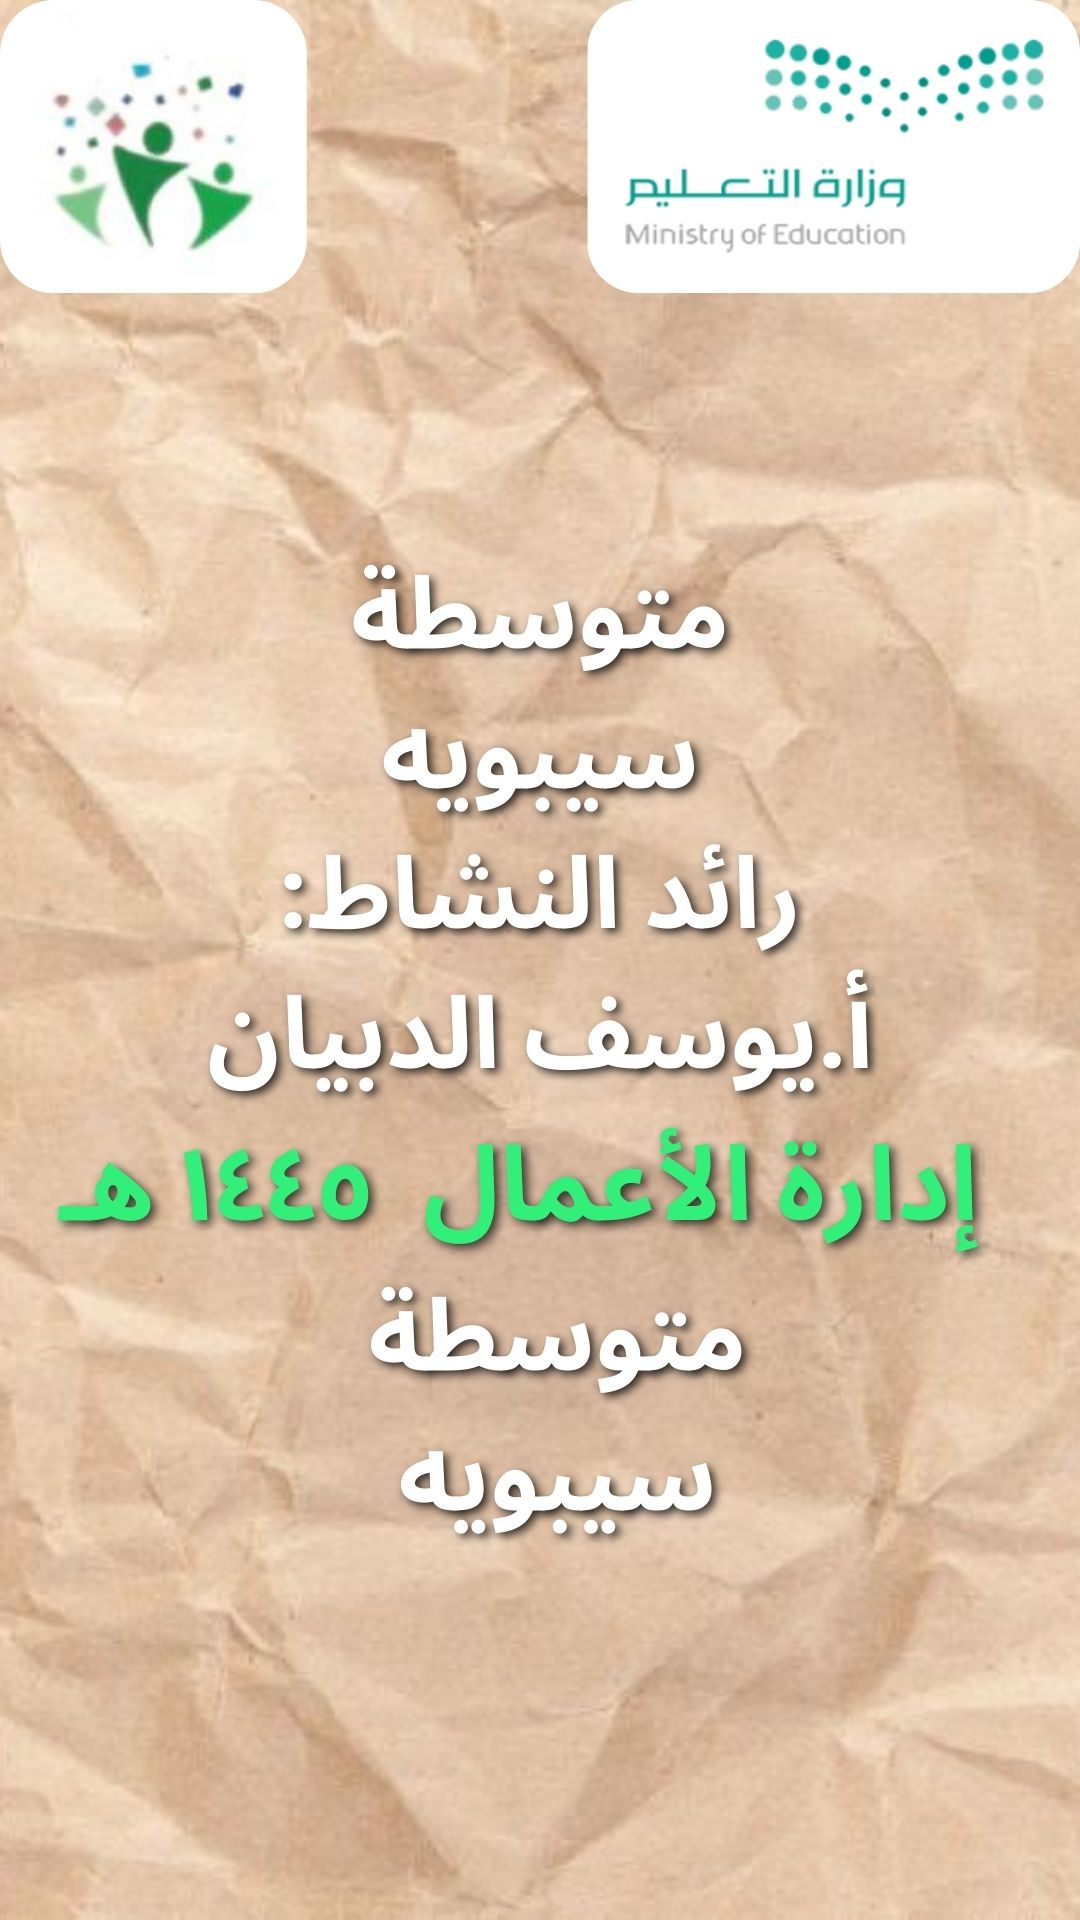 وزارة التعليم
Ministry of Education
متوسطة
سيبويه
رائد النشاط:
أ.يوسف الدبيان
إدارة الأعمال ١٤٤٥ هـ
متوسطة
سيبويه